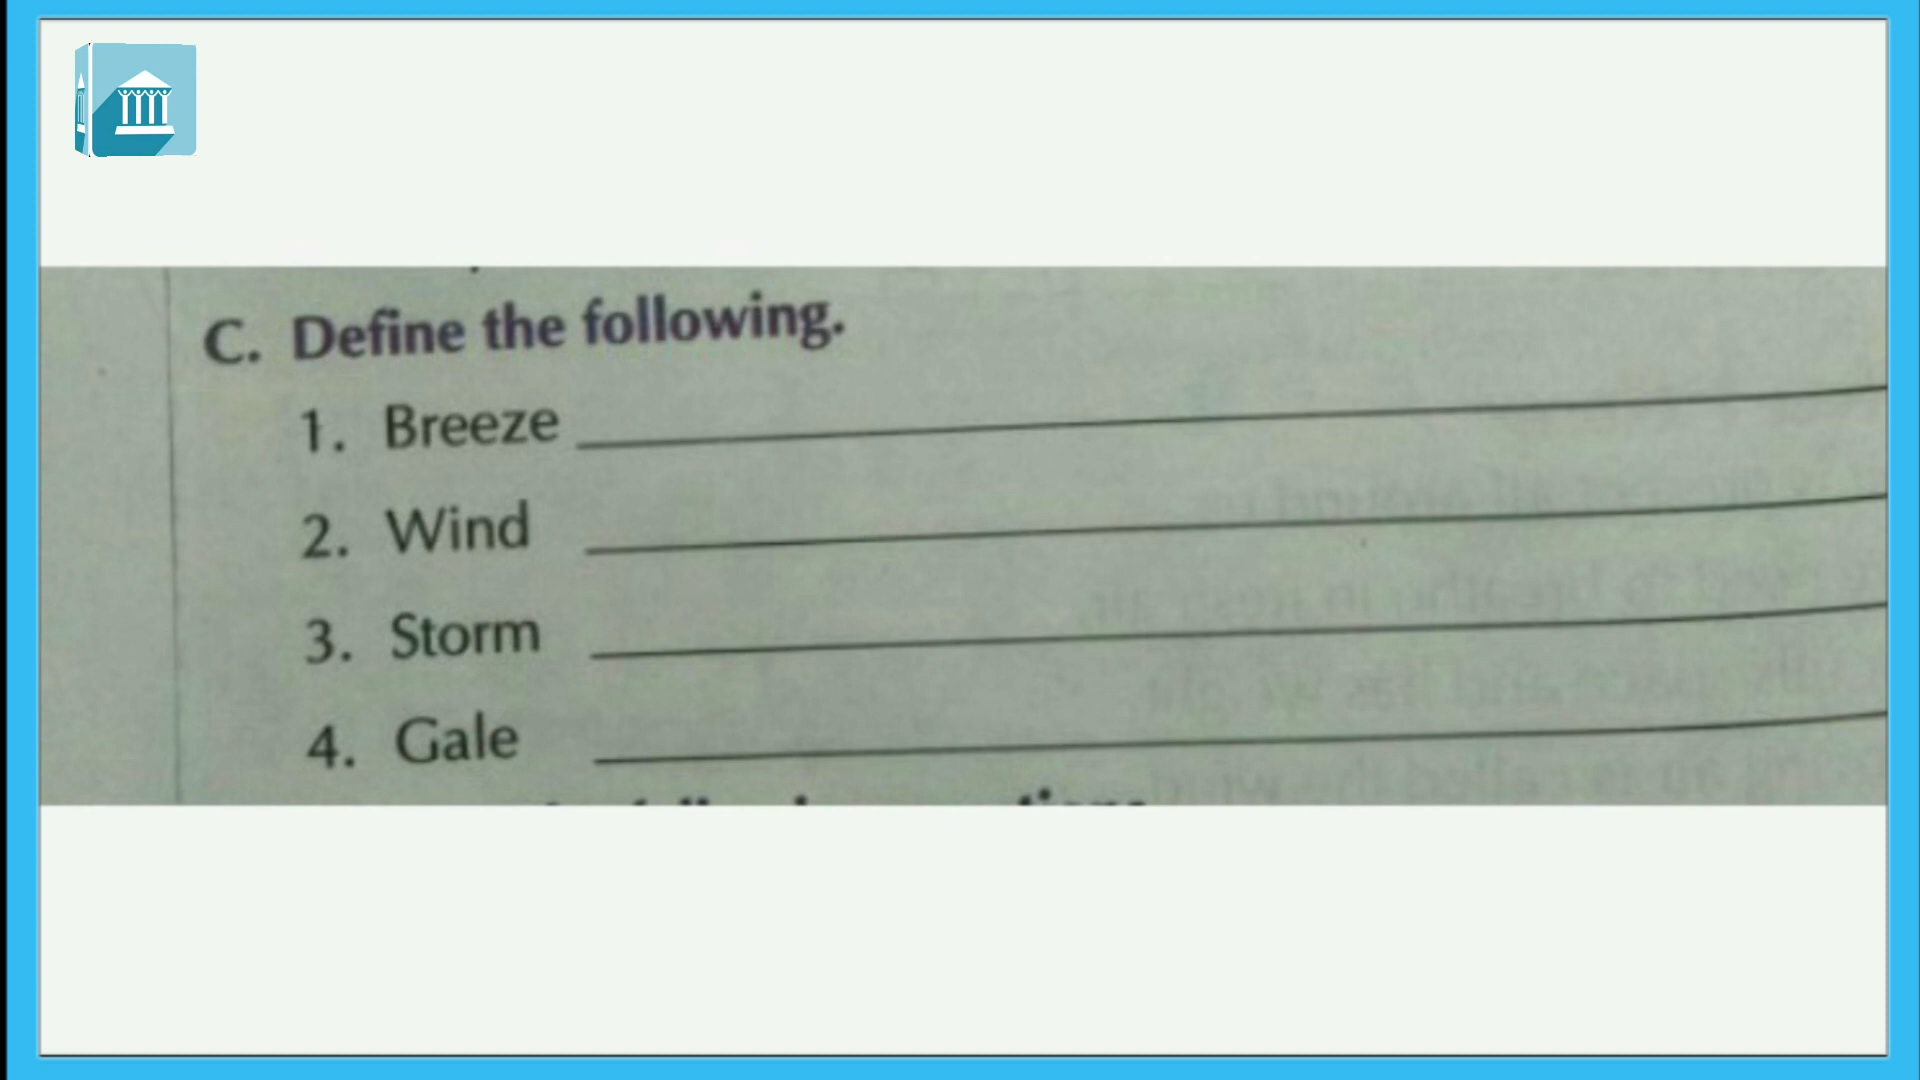 C. Define the following.
1. Breeze
2. Wind
3. Storm
4. Gale